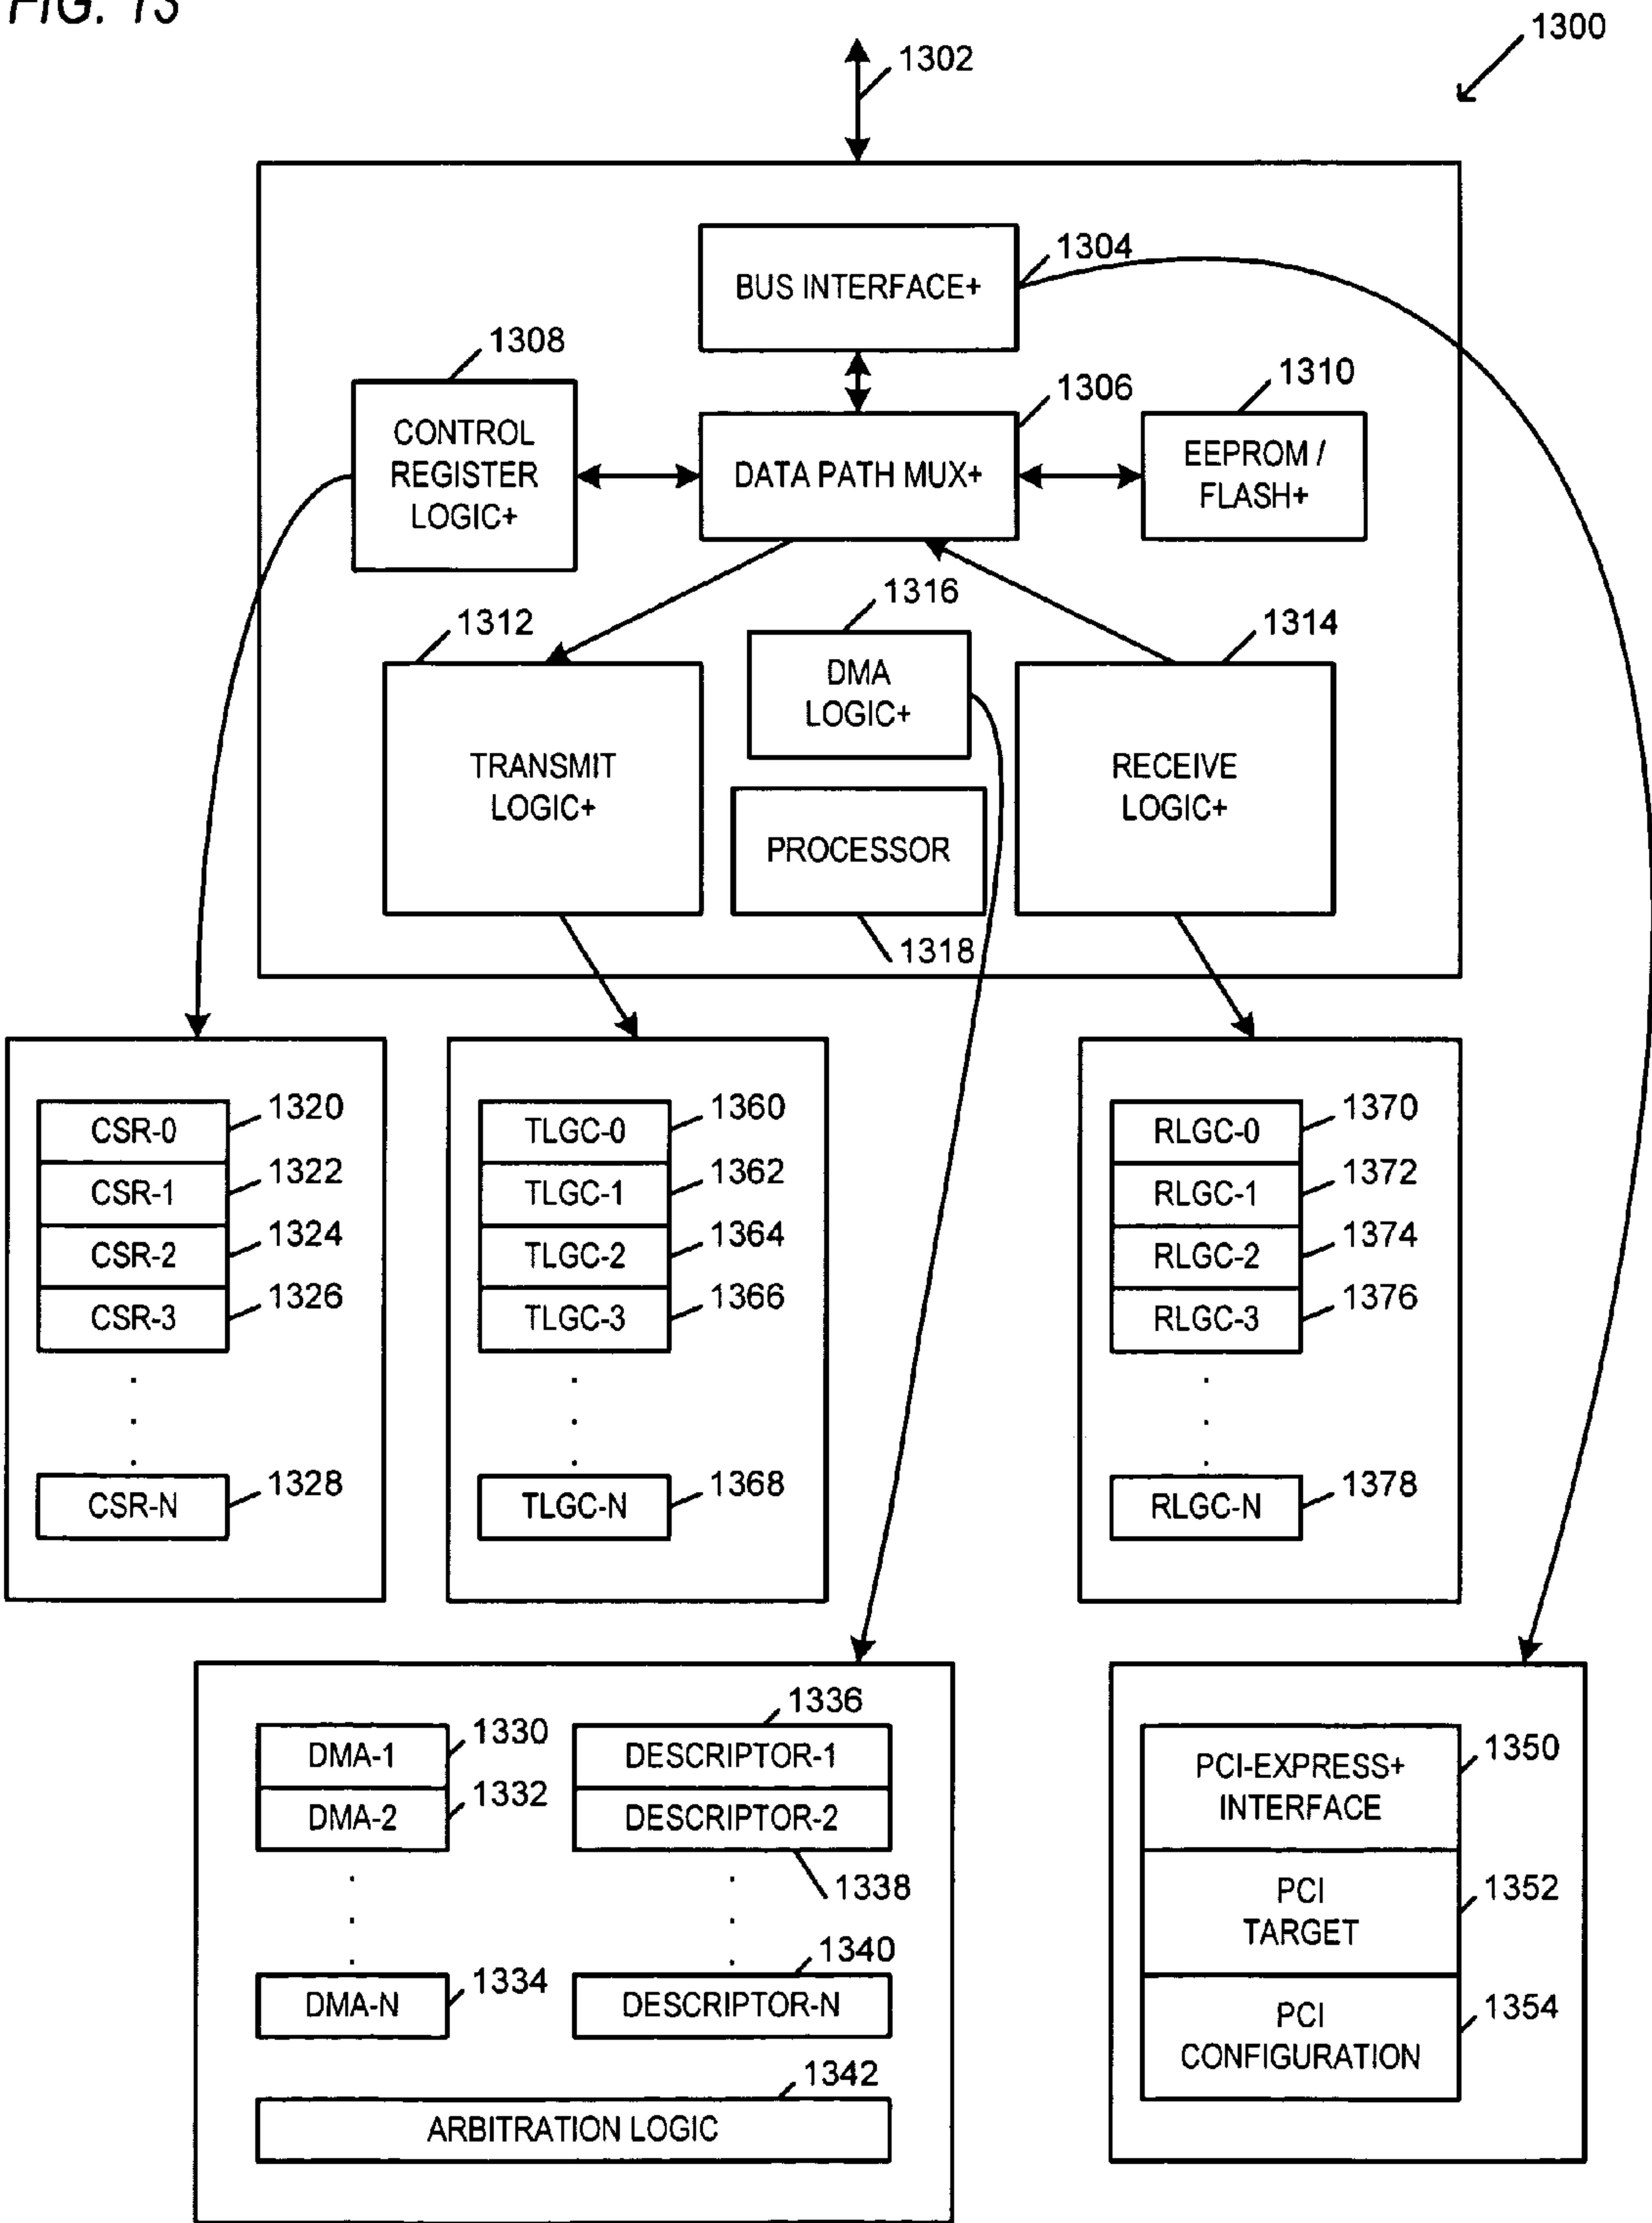 FIG. 13
1300
1302
1304
BUS INTERFACE+
1308
1306
1310
CONTROL
REGISTER
LOGIC+
DATA PATH MUX+
EEPROM /
FLASH+
1312
1316
1314
TRANSMIT
LOGIC+
DMA
LOGIC+
RECEIVE
LOGIC+
PROCESSOR
1318
CSR-0
1320
CSR-1
1322
CSR-2
1324
CSR-3
1326
.
.
.
CSR-N
1328
TLGC-0
1360
TLGC-1
1362
TLGC-2
1364
TLGC-3
1366
.
.
.
TLGC-N
1368
RLGC-0
1370
RLGC-1
1372
RLGC-2
1374
RLGC-3
1376
.
.
.
RLGC-N
1378
DMA-1
1330
DMA-2
1332
.
.
.
DMA-N
1334
1336
DESCRIPTOR-1
DESCRIPTOR-2
1338
.
.
.
1340
DESCRIPTOR-N
1342
ARBITRATION LOGIC
PCI-EXPRESS+
INTERFACE
1350
PCI
TARGET
1352
PCI
CONFIGURATION
1354